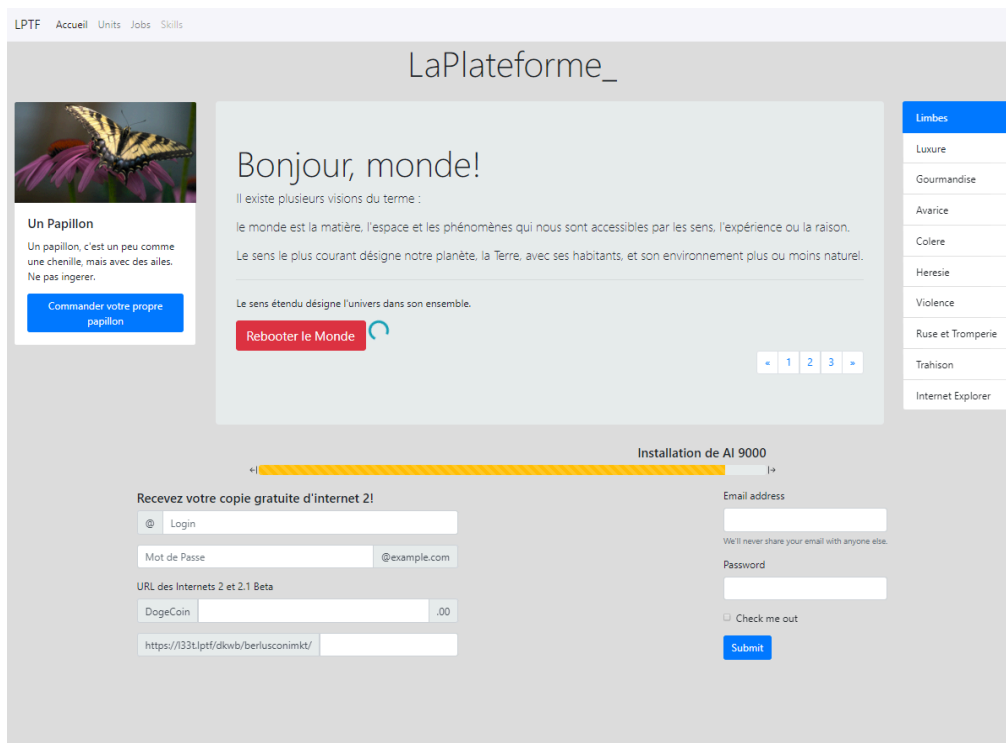 LPTF Accueil Units Jobs Skills
LaPlateforme_
Un Papillon
Un papillon, c'est un peu comme
une chenille, mais avec des ailes.
Ne pas ingerer.
Commander votre propre
papillon
Bonjour, monde!
Il existe plusieurs visions du terme :
le monde est la matière, l'espace et les phénomènes qui nous sont accessibles par les sens, l'expérience ou la raison.
Le sens le plus courant désigne notre planète, la Terre, avec ses habitants, et son environnement plus ou moins naturel.
Le sens étendu désigne l'univers dans son ensemble.
Rebooter le Monde
« 1 2 3 »
Limbes
Luxure
Gourmandise
Avarice
Colere
Heresie
Violence
Ruse et Tromperie
Trahison
Internet Explorer
Installation de AI 9000
Recevez votre copie gratuite d'internet 2!
@ Login
Mot de Passe @example.com
URL des Internets 2 et 2.1 Beta
DogeCoin .00
https://l33t.lptf/dkwb/berlusconimkt/
Email address
We'll never share your email with anyone else.
Password
Check me out
Submit